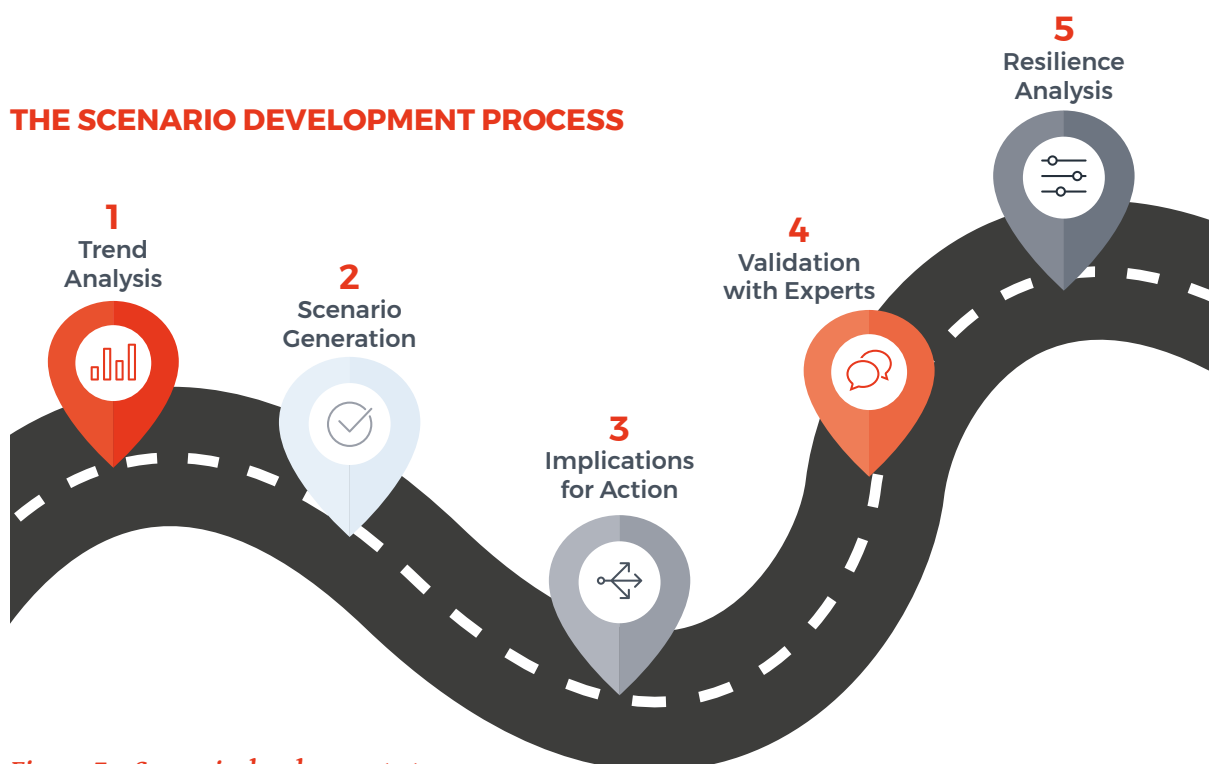 THE SCENARIO DEVELOPMENT PROCESS
1
Trend
Analysis
2
Scenario
Generation
3
Implications
for Action
4
Validation
with Experts
5
Resilience
Analysis